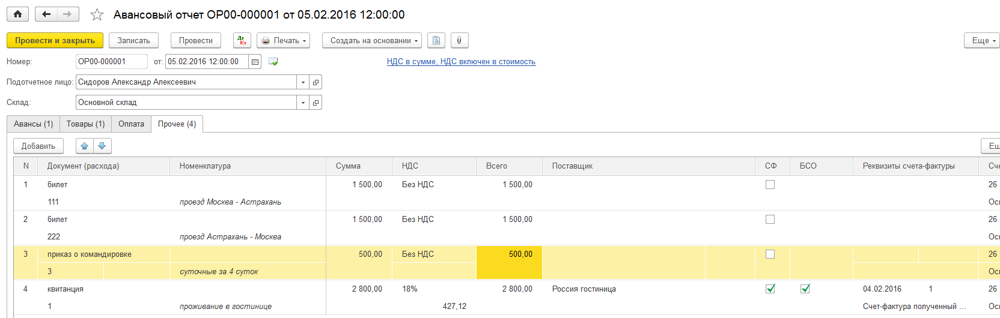 Авансовый отчет ОР00-000001 от 05.02.2016 12:00:00
Провести и закрыть Записать Провести Дт Кт Печать Создать на основании Еще
Номер: ОР00-000001 от: 05.02.2016 12:00:00 НДС в сумме, НДС включен в стоимость
Подотчетное лицо: Сидоров Александр Алексеевич
Склад: Основной склад
Авансы (1) Товары (1) Оплата Прочее (4)
Добавить Ещ
N Документ (расхода) Номенклатура Сумма НДС Всего Поставщик СФ БСО Реквизиты счета-фактуры Сче
1 билет 1 500,00 Без НДС 1 500,00 26
111 проезд Москва - Астрахань Осн
2 билет 1 500,00 Без НДС 1 500,00 26
222 проезд Астрахань - Москва Осн
3 приказ о командировке 500,00 Без НДС 500,00 26
3 суточные за 4 суток Осн
4 квитанция 2 800,00 18% 2 800,00 Россия гостиница 04.02.2016 1 26
1 проживание в гостинице 427,12 Счет-фактура полученный ... Осн